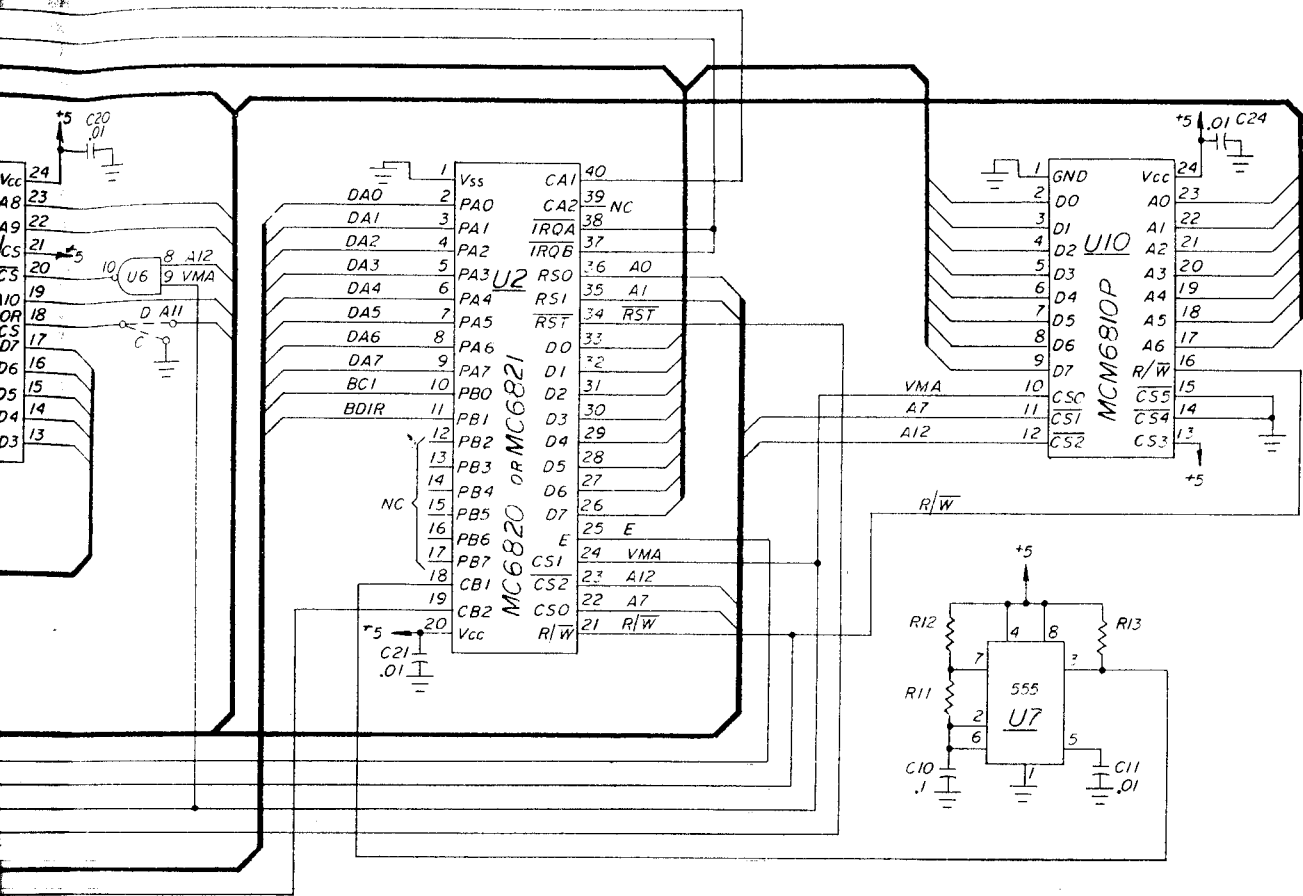 +5 C20
.01
Vcc 24
A8 23
A9 22
CS 21 +5
CS 20
A10 19
OR 18
CS
D7 17
D6 16
D5 15
D4 14
D3 13
10 U6 8 A12
9 VMA
D A11
C
1 Vss CA1 40
DA0 2 PA0 CA2 39 NC
DA1 3 PA1 IRQA 38
DA2 4 PA2 IRQB 37
DA3 5 PA3 RS0 36 A0
DA4 6 PA4 RS1 35 A1
DA5 7 PA5 RST 34 RST
DA6 8 PA6 D0 33
DA7 9 PA7 D1 32
BC1 10 PB0 D2 31
BDIR 11 PB1 D3 30
12 PB2 D4 29
13 PB3 D5 28
14 PB4 D6 27
NC 15 PB5 D7 26
16 PB6 E 25 E
17 PB7 CS1 24 VMA
18 CB1 CS2 23 A12
19 CB2 CS0 22 A7
+5 20 Vcc R/W 21 R/W
C21
.01
U2
MC6820 OR MC6821
+5 .01 C24
1 GND Vcc 24
2 D0 A0 23
3 D1 A1 22
4 D2 A2 21
5 D3 A3 20
6 D4 A4 19
7 D5 A5 18
8 D6 A6 17
9 D7 R/W 16
VMA 10 CS0 CS5 15
A7 11 CS1 CS4 14
A12 12 CS2 CS3 13
+5
U10
MCM6810P
R/W
+5
R12 4 8 R13
7 3
R11 555
2 U7
6 5
C10 1 C11
.1 .01